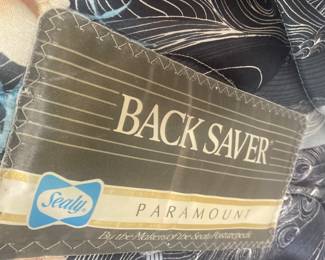 BACK SAVER
Sealy
PARAMOUNT
By the Makers of the Sealy Posturepedic